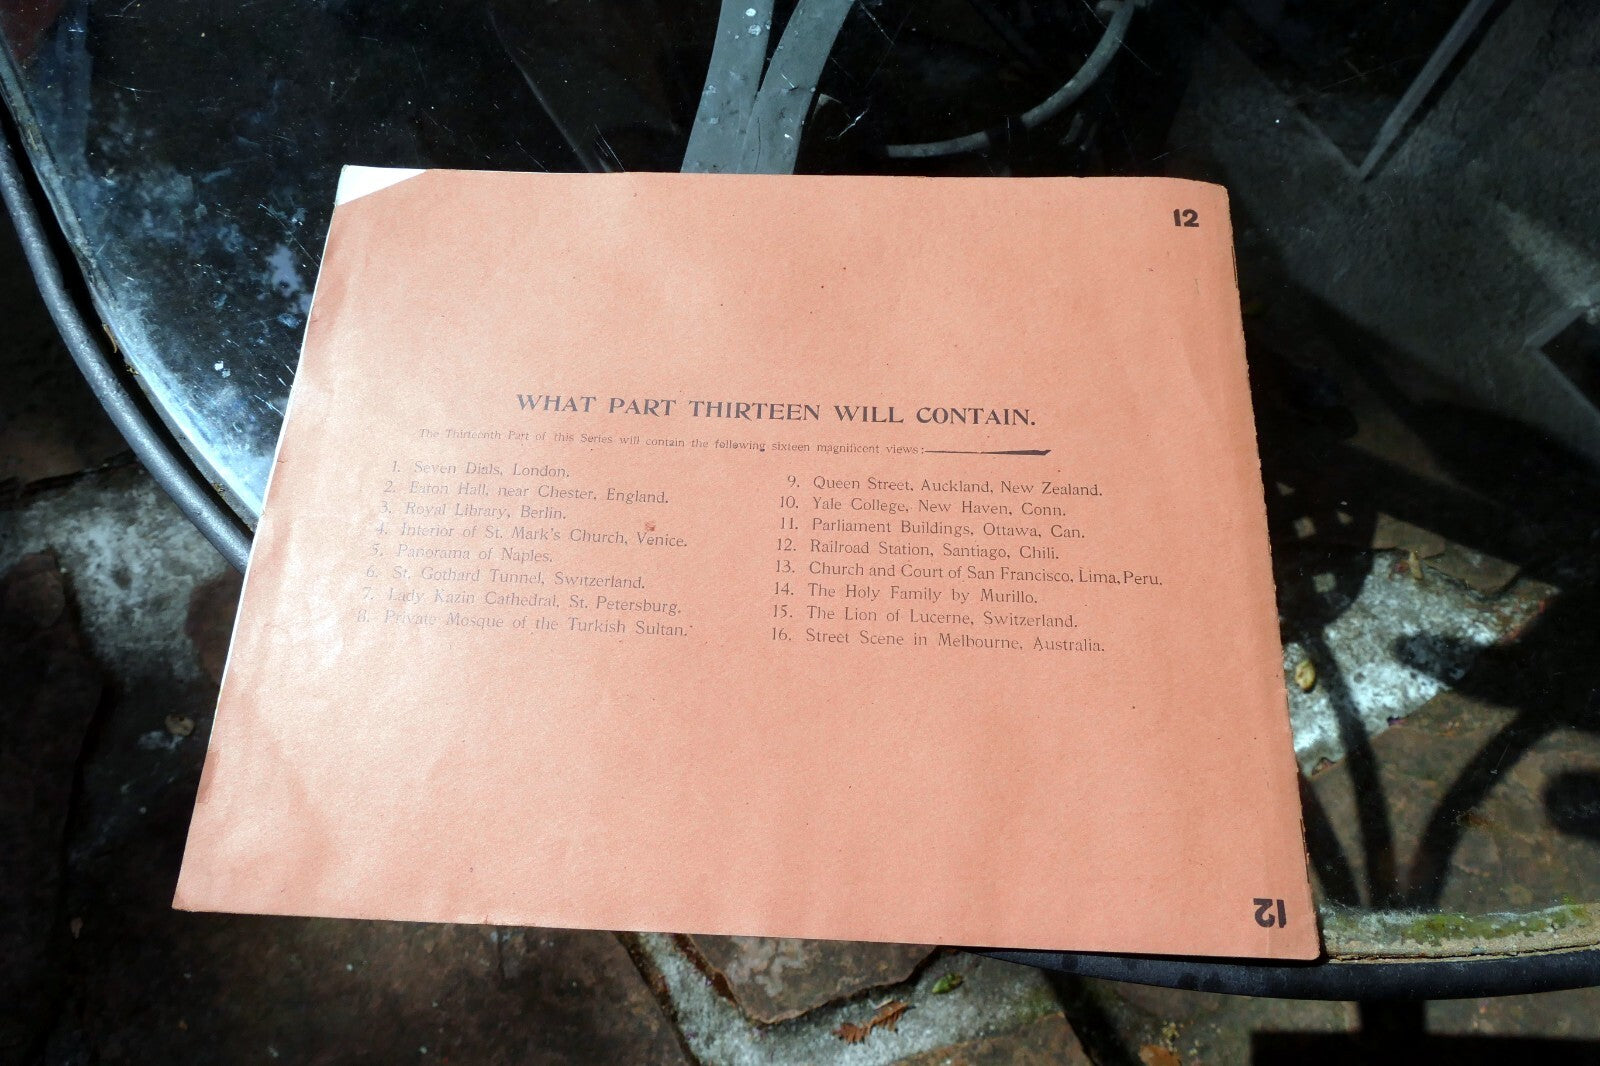 12
WHAT PART THIRTEEN WILL CONTAIN.
The Thirteenth Part of this Series will contain the following sixteen magnificent views:
1. Seven Dials, London.
2. Eaton Hall, near Chester, England.
3. Royal Library, Berlin.
4. Interior of St. Mark's Church, Venice.
5. Panorama of Naples.
6. St. Gothard Tunnel, Switzerland.
7. Lady Kazin Cathedral, St. Petersburg.
8. Private Mosque of the Turkish Sultan.
9. Queen Street, Auckland, New Zealand.
10. Yale College, New Haven, Conn.
11. Parliament Buildings, Ottawa, Can.
12. Railroad Station, Santiago, Chili.
13. Church and Court of San Francisco, Lima, Peru.
14. The Holy Family by Murillo.
15. The Lion of Lucerne, Switzerland.
16. Street Scene in Melbourne, Australia.
12